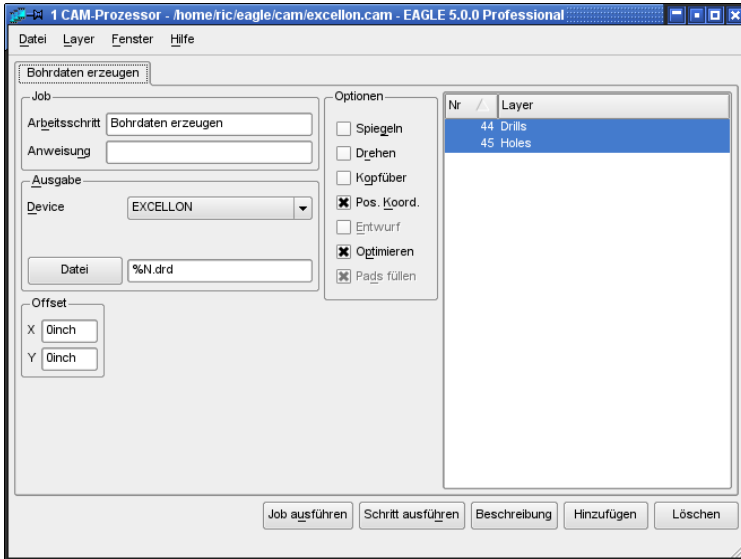 1 CAM-Prozessor - /home/ric/eagle/cam/excellon.cam - EAGLE 5.0.0 Professional
Datei Layer Fenster Hilfe
Bohrdaten erzeugen
Job
Arbeitsschritt Bohrdaten erzeugen
Anweisung
Ausgabe
Device EXCELLON
Datei %N.drd
Offset
X 0inch
Y 0inch
Optionen
Spiegeln
Drehen
Kopfüber
Pos. Koord.
Entwurf
Optimieren
Pads füllen
Nr Layer
44 Drills
45 Holes
Job ausführen Schritt ausführen Beschreibung Hinzufügen Löschen